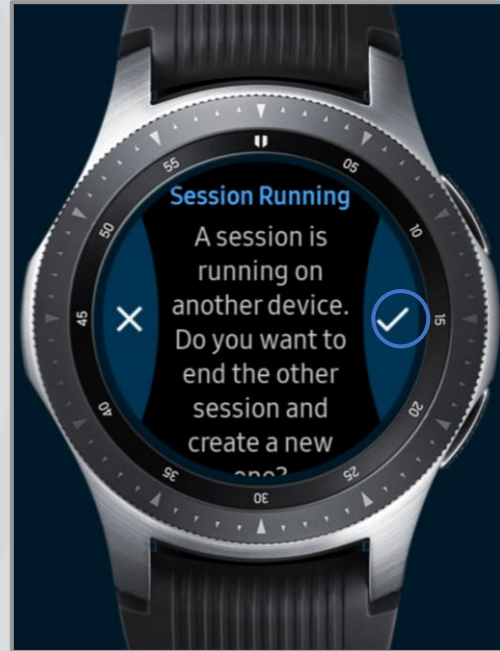 Session Running
A session is
running on
another device.
Do you want to
end the other
session and
create a new
one?
05
10
15
20
25
30
35
40
45
50
55